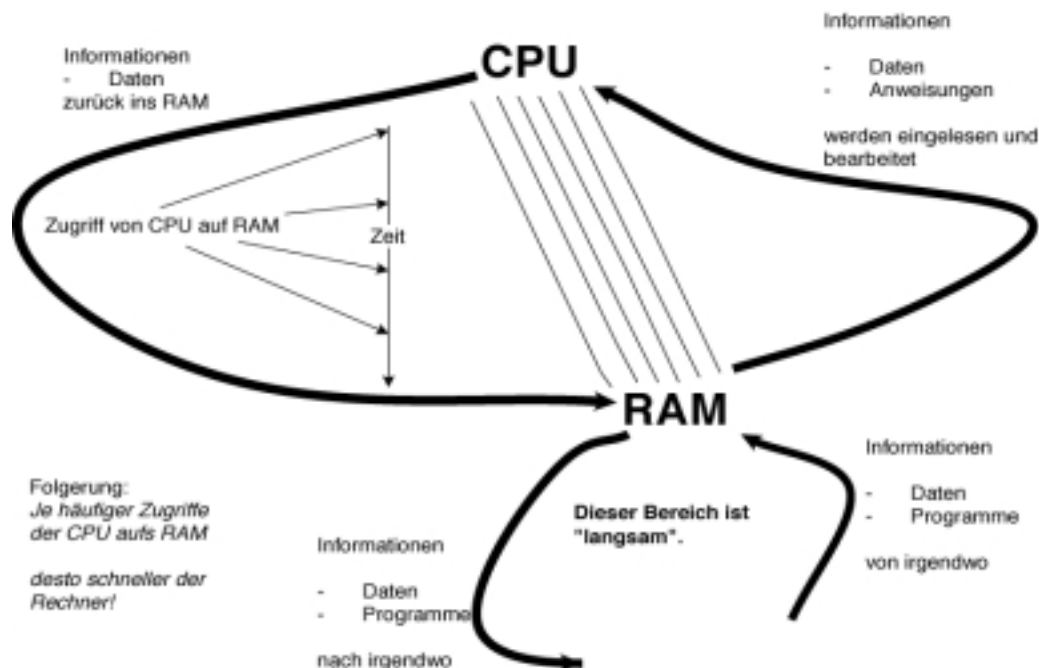 Informationen
- Daten
zurück ins RAM
CPU
Informationen
- Daten
- Anweisungen
werden eingelesen und
bearbeitet
Zugriff von CPU auf RAM
Zeit
RAM
Folgerung:
Je häufiger Zugriffe
der CPU aufs RAM
desto schneller der
Rechner!
Informationen
- Daten
- Programme
nach irgendwo
Dieser Bereich ist
"langsam".
Informationen
- Daten
- Programme
von irgendwo